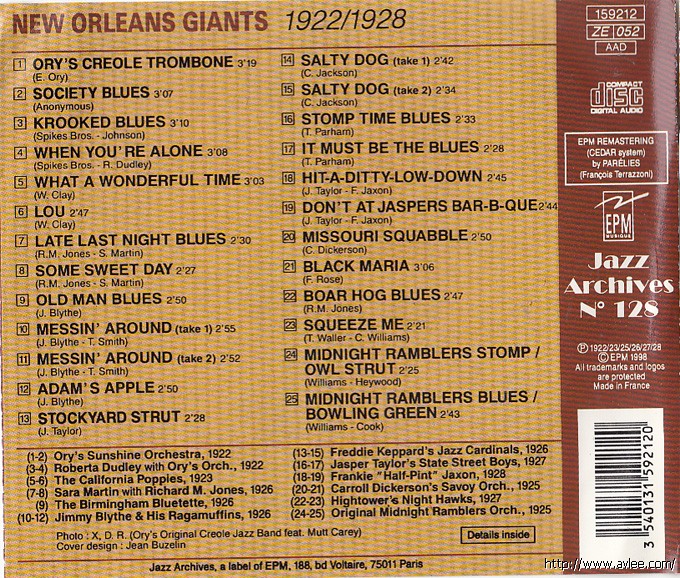 NEW ORLEANS GIANTS 1922/1928
1 ORY'S CREOLE TROMBONE 3'19
(E. Ory)
2 SOCIETY BLUES 3'07
(Anonymous)
3 KROOKED BLUES 3'10
(Spikes Bros. - Johnson)
4 WHEN YOU'RE ALONE 3'08
(Spikes Bros. - R. Dudley)
5 WHAT A WONDERFUL TIME 3'03
(W. Clay)
6 LOU 2'47
(W. Clay)
7 LATE LAST NIGHT BLUES 2'30
(R.M. Jones - S. Martin)
8 SOME SWEET DAY 2'27
(R.M. Jones - S. Martin)
9 OLD MAN BLUES 2'50
(J. Blythe)
10 MESSIN' AROUND (take 1) 2'55
(J. Blythe - T. Smith)
11 MESSIN' AROUND (take 2) 2'52
(J. Blythe - T. Smith)
12 ADAM'S APPLE 2'50
(J. Blythe)
13 STOCKYARD STRUT 2'28
(J. Taylor)
14 SALTY DOG (take 1) 2'42
(C. Jackson)
15 SALTY DOG (take 2) 2'34
(C. Jackson)
16 STOMP TIME BLUES 2'33
(T. Parham)
17 IT MUST BE THE BLUES 2'28
(T. Parham)
18 HIT-A-DITTY-LOW-DOWN 2'45
(J. Taylor - F. Jaxon)
19 DON'T AT JASPERS BAR-B-QUE 2'44
(J. Taylor - F. Jaxon)
20 MISSOURI SQUABBLE 2'50
(C. Dickerson)
21 BLACK MARIA 3'06
(F. Rose)
22 BOAR HOG BLUES 2'47
(R.M. Jones)
23 SQUEEZE ME 2'21
(T. Waller - C. Williams)
24 MIDNIGHT RAMBLERS STOMP /
OWL STRUT 2'25
(Williams - Heywood)
25 MIDNIGHT RAMBLERS BLUES /
BOWLING GREEN 2'43
(Williams - Cook)
(1-2) Ory's Sunshine Orchestra, 1922
(3-4) Roberta Dudley with Ory's Orch., 1922
(5-6) The California Poppies, 1923
(7-8) Sara Martin with Richard M. Jones, 1926
(9) The Birmingham Bluetette, 1926
(10-12) Jimmy Blythe & His Ragamuffins, 1926
(13-15) Freddie Keppard's Jazz Cardinals, 1926
(16-17) Jasper Taylor's State Street Boys, 1927
(18-19) Frankie "Half-Pint" Jaxon, 1928
(20-21) Carroll Dickerson's Savoy Orch., 1925
(22-23) Hightower's Night Hawks, 1927
(24-25) Original Midnight Ramblers Orch., 1925
Photo : X, D. R. (Ory's Original Creole Jazz Band feat. Mutt Carey)
Cover design : Jean Buzelin
Details inside
Jazz Archives, a label of EPM, 188, bd Voltaire, 75011 Paris
159212
ZE 052
AAD
COMPACT
disc
DIGITAL AUDIO
EPM REMASTERING
(CEDAR system)
by PARÉLIES
(François Terrazzoni)
EPM
MUSIQUE
Jazz
Archives
N° 128
Ⓟ 1922/23/25/26/27/28
© EPM 1998
All trademarks and logos
are protected
Made in France
3 540131 592120
http://www.avlee.com/